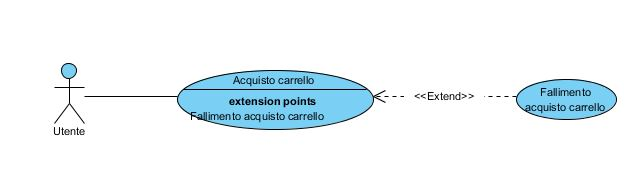 Utente
Acquisto carrello
extension points
Fallimento acquisto carrello
<<Extend>>
Fallimento
acquisto carrello